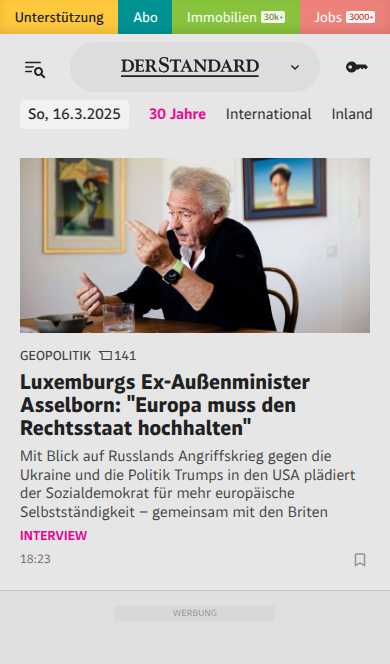 Unterstützung Abo Immobilien 30k+ Jobs 3000+
DERSTANDARD
So, 16.3.2025 30 Jahre International Inland
GEOPOLITIK 141
Luxemburgs Ex-Außenminister
Asselborn: "Europa muss den
Rechtsstaat hochhalten"
Mit Blick auf Russlands Angriffskrieg gegen die
Ukraine und die Politik Trumps in den USA plädiert
der Sozialdemokrat für mehr europäische
Selbstständigkeit – gemeinsam mit den Briten
INTERVIEW
18:23
WERBUNG